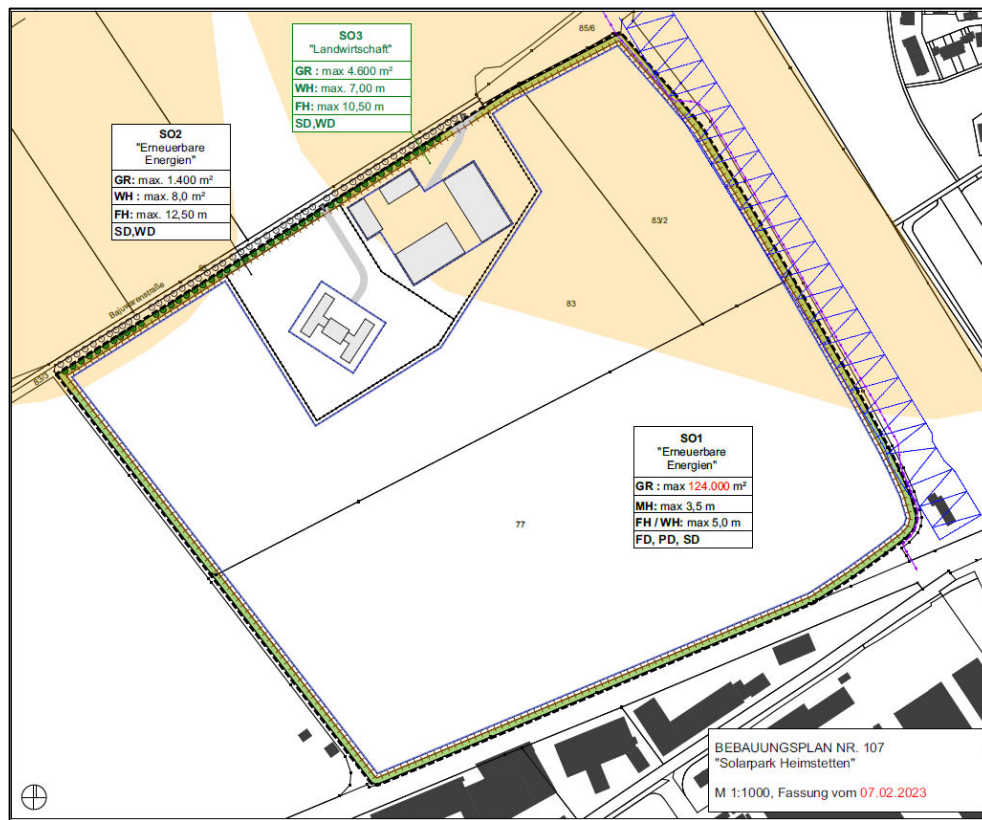 85/6
SO3
"Landwirtschaft"
GR : max 4.600 m²
WH: max. 7,00 m
FH: max 10,50 m
SD,WD
SO2
"Erneuerbare
Energien"
GR: max. 1.400 m²
WH : max. 8,0 m²
FH: max. 12,50 m
SD,WD
83/2
Bajuwarenstraße
83
83/3
SO1
"Erneuerbare
Energien"
GR : max 124.000 m²
MH: max 3,5 m
FH / WH: max 5,0 m
FD, PD, SD
77
BEBAUUNGSPLAN NR. 107
"Solarpark Heimstetten"
M 1:1000, Fassung vom 07.02.2023